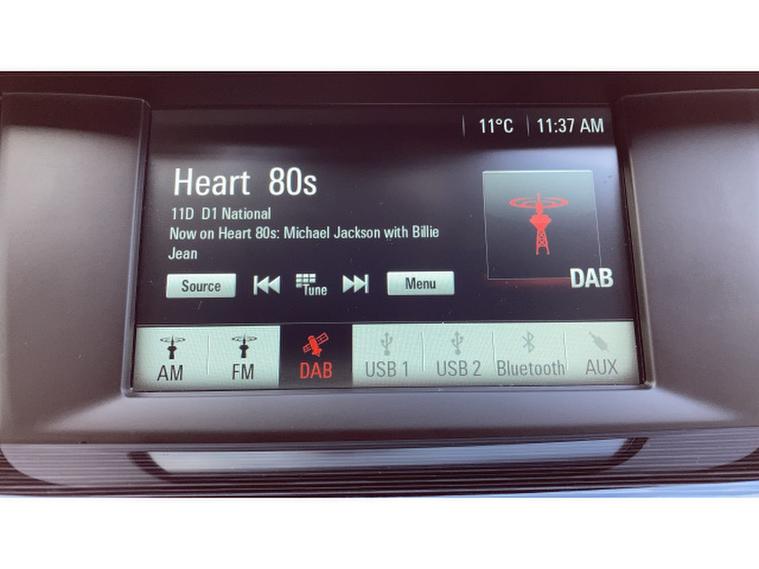 11°C 11:37 AM
Heart 80s
11D D1 National
Now on Heart 80s: Michael Jackson with Billie
Jean
DAB
Source Tune Menu
AM FM DAB USB 1 USB 2 Bluetooth AUX